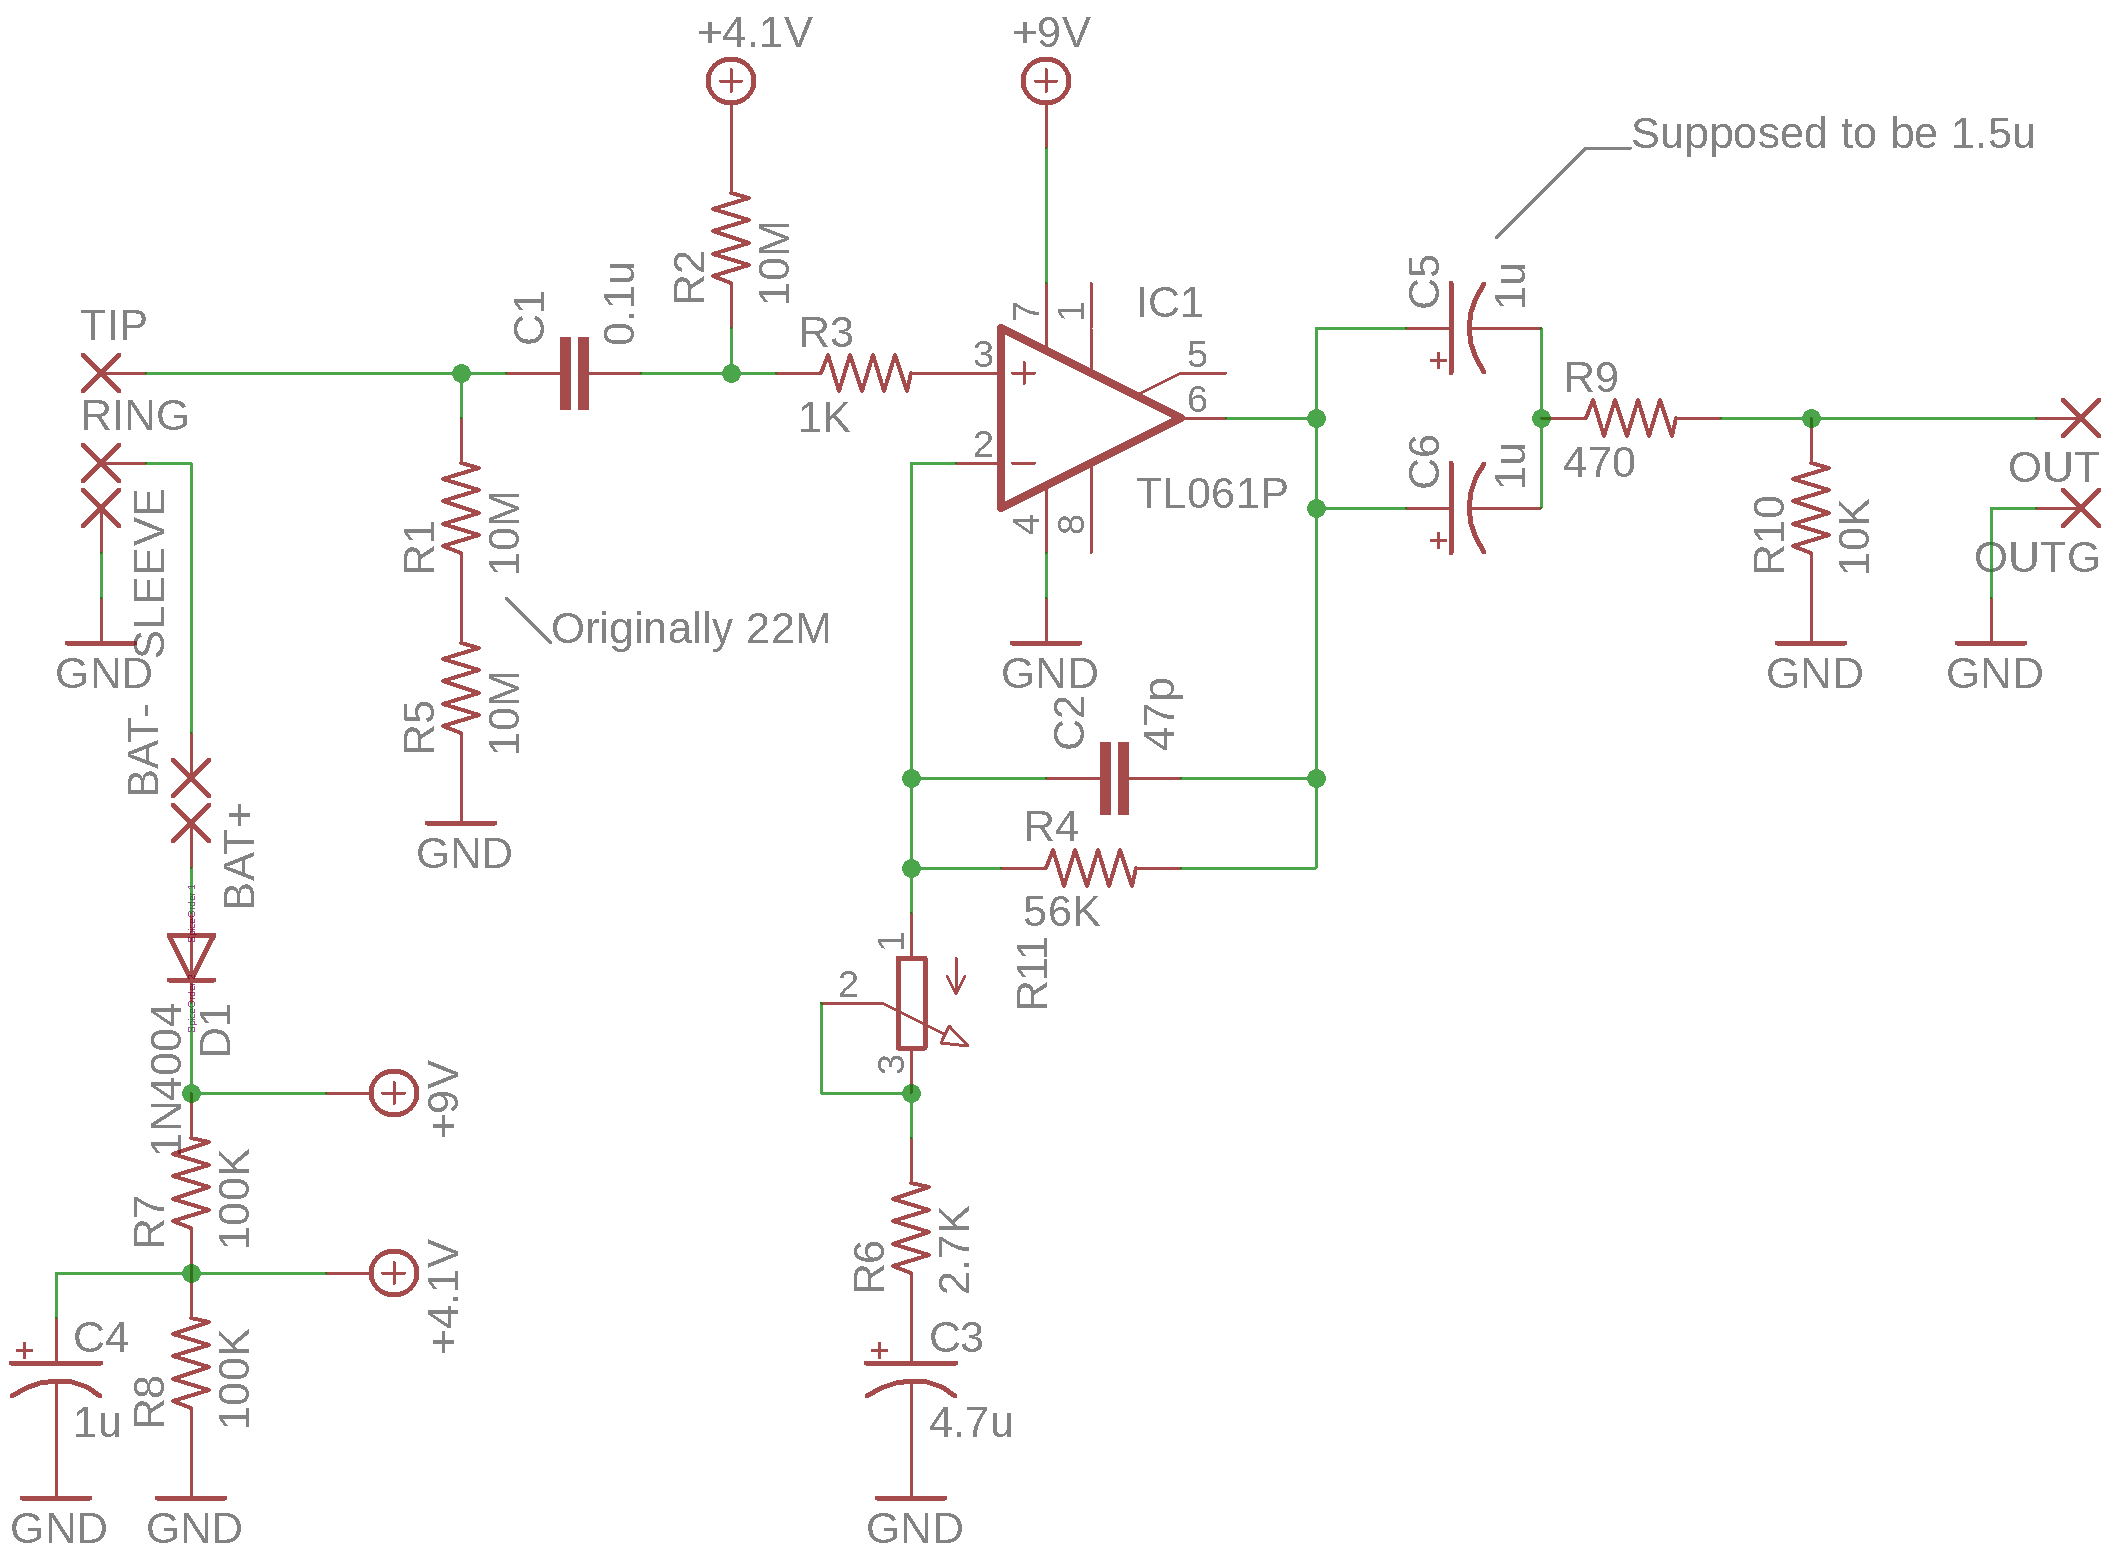 +4.1V
+9V
Supposed to be 1.5u
TIP
RING
SLEEVE
GND
BAT-
BAT+
C1
0.1u
R2
10M
R3
1K
R1
10M
Originally 22M
R5
10M
GND
3
2
7
1
5
6
4
8
IC1
TL061P
GND
C5
1u
C6
1u
R9
470
R10
10K
GND
OUT
OUTG
GND
C2
47p
R4
56K
R11
1
2
3
R6
2.7K
C3
4.7u
GND
SpiceOrder 1
SpiceOrder 2
D1
1N4004
+9V
R7
100K
+4.1V
C4
1u
R8
100K
GND
GND